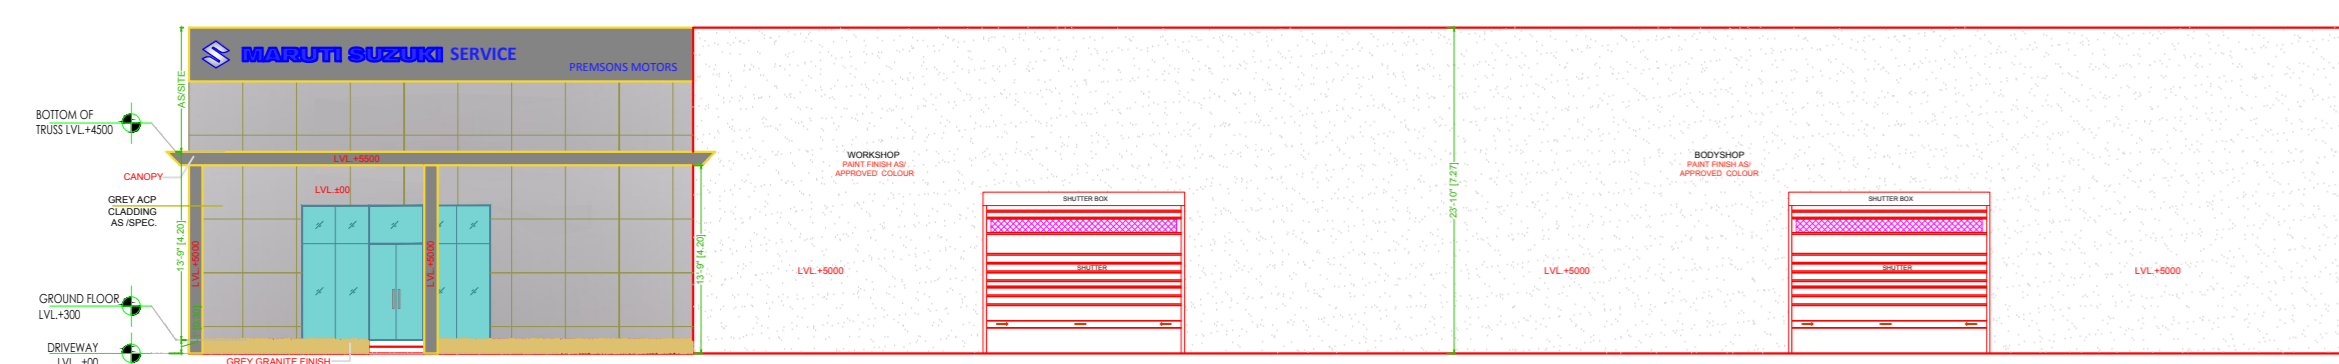 MARUTI SUZUKI SERVICE
PREMSONS MOTORS
AS/SITE
BOTTOM OF
TRUSS LVL.+4500
LVL.+5500
CANOPY
LVL.±00
GREY ACP
CLADDING
AS /SPEC.
13'-9" [4.20]
LVL.+5000
LVL.+5000
13'-9" [4.20]
GROUND FLOOR
LVL.+300
DRIVEWAY
LVL. ±00
GREY GRANITE FINISH
WORKSHOP
PAINT FINISH AS/
APPROVED COLOUR
SHUTTER BOX
SHUTTER
LVL.+5000
23'-10" [7.27]
BODYSHOP
PAINT FINISH AS/
APPROVED COLOUR
SHUTTER BOX
SHUTTER
LVL.+5000
LVL.+5000